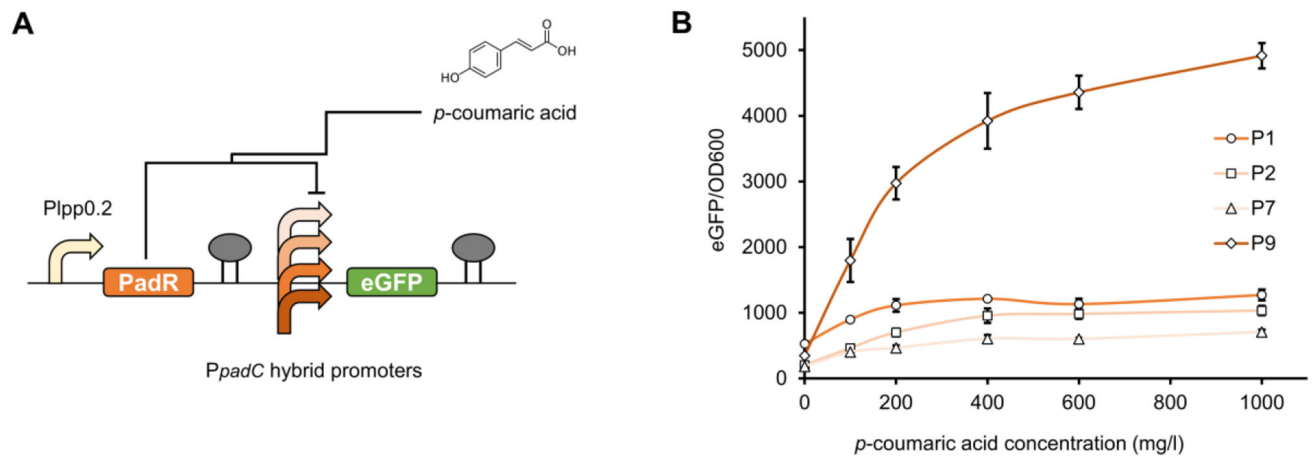 A
O
OH
HO
p-coumaric acid
Plpp0.2
PadR
eGFP
PpadC hybrid promoters
B
eGFP/OD600
5000
4000
3000
2000
1000
0
0 200 400 600 800 1000
p-coumaric acid concentration (mg/l)
P1
P2
P7
P9